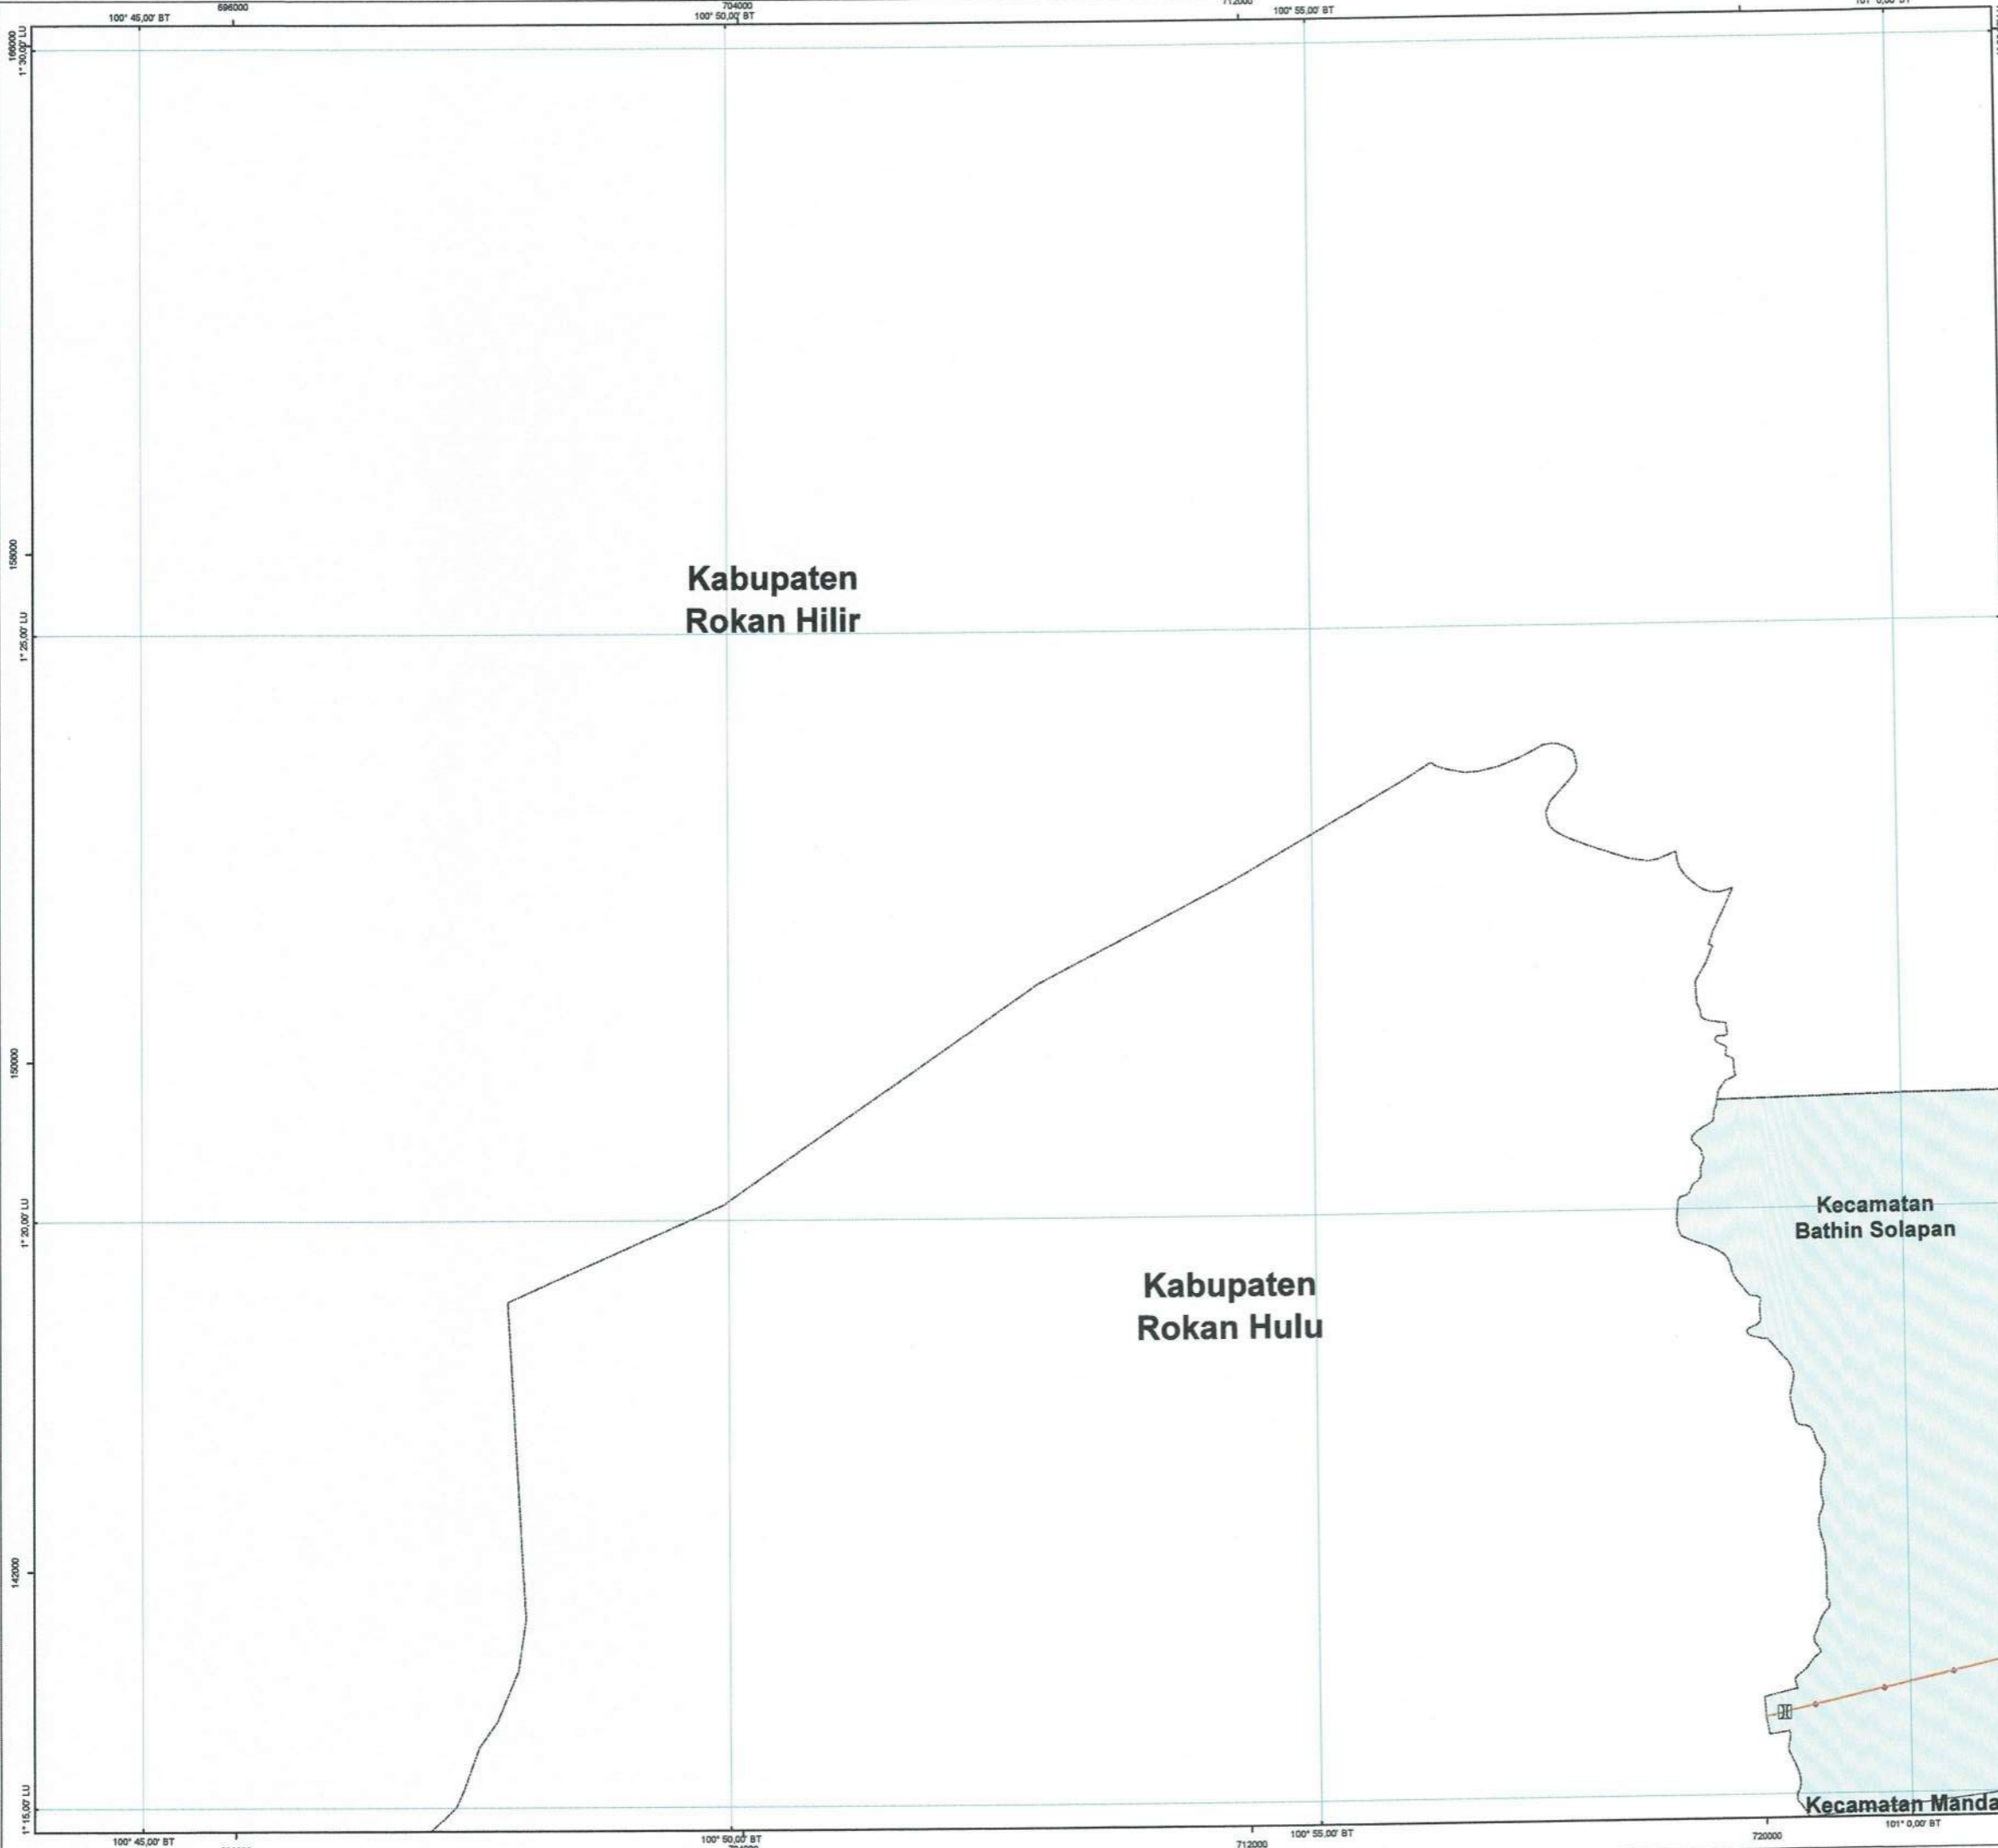 696000 704000 712000
100° 45,00' BT 100° 50,00' BT 100° 55,00' BT
1° 30,00' LU
158000
Kabupaten
Rokan Hilir
1° 25,00' LU
150000
Kecamatan
Bathin Solapan
1° 20,00' LU
Kabupaten
Rokan Hulu
142000
1° 15,00' LU
Kecamatan Manda
100° 45,00' BT 100° 50,00' BT 712000 100° 55,00' BT 720000 101° 0,00' BT